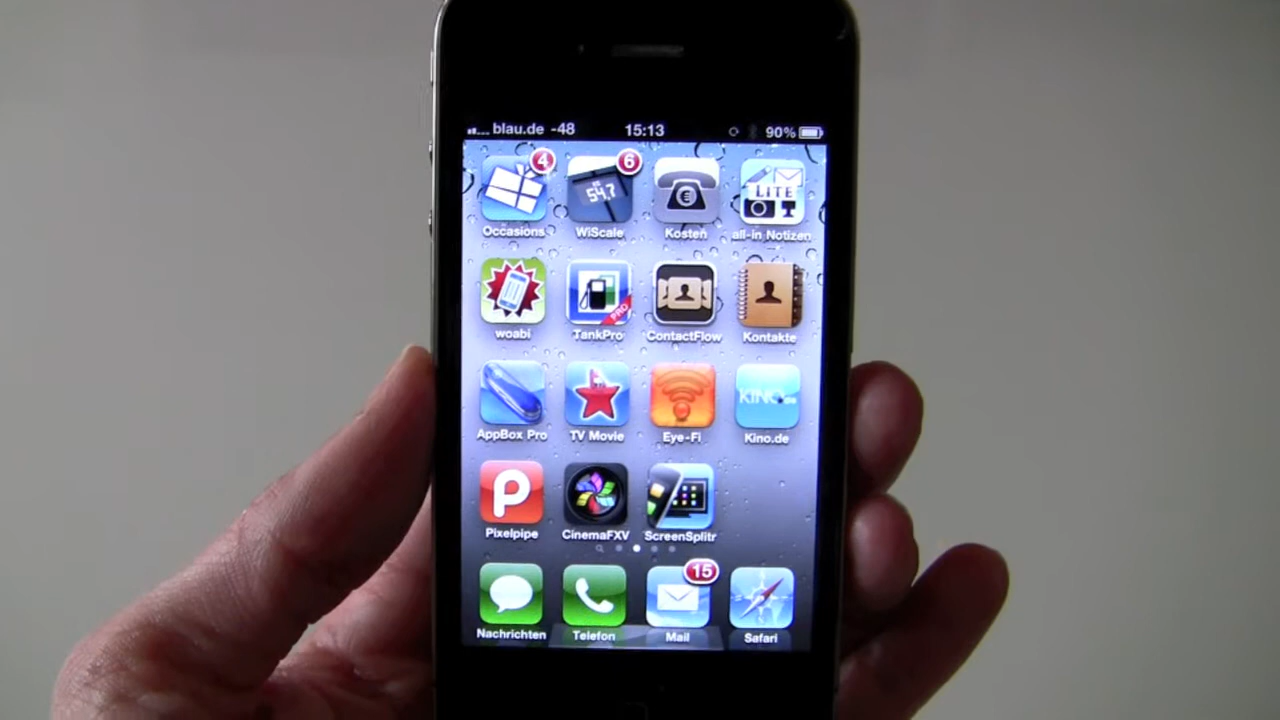 blau.de -48 15:13 90%
4 6
54.7 LITE
Occasions WiScale Kosten all-in Notizen
PRO
woabi TankPro ContactFlow Kontakte
KINO.de
AppBox Pro TV Movie Eye-Fi Kino.de
P
Pixelpipe CinemaFXV ScreenSplitr
15
Nachrichten Telefon Mail Safari